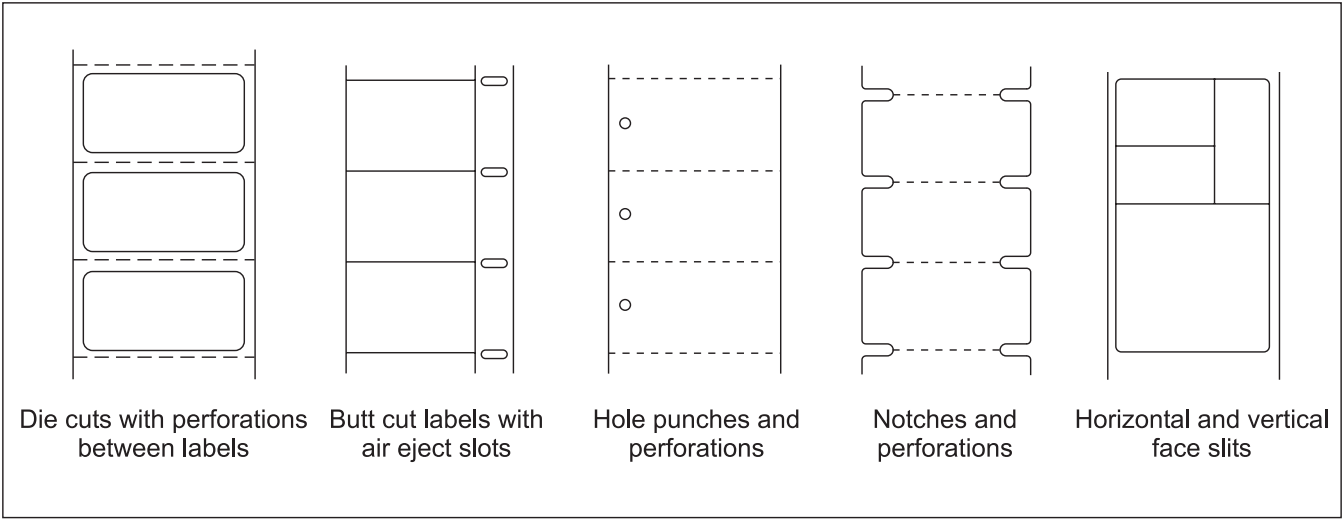 Die cuts with perforations
between labels
Butt cut labels with
air eject slots
Hole punches and
perforations
Notches and
perforations
Horizontal and vertical
face slits